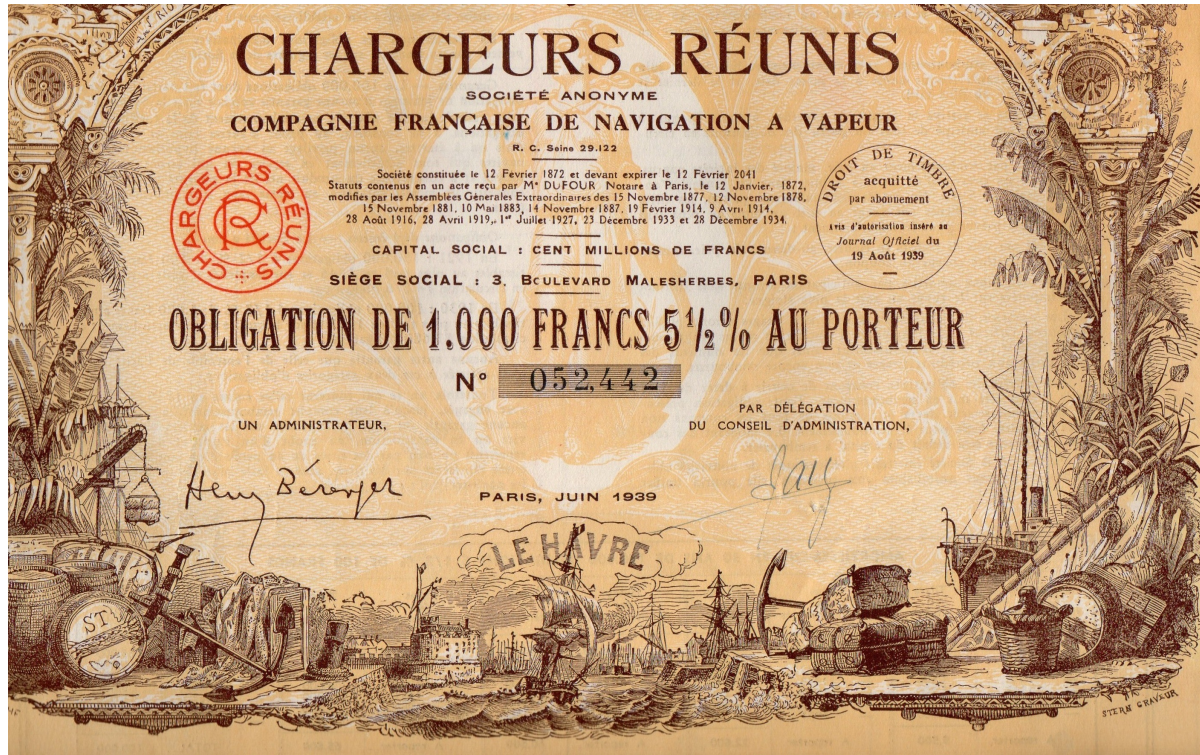 CHARGEURS RÉUNIS
SOCIÉTÉ ANONYME
COMPAGNIE FRANÇAISE DE NAVIGATION A VAPEUR
R. C. Seine 29.122
Société constituée le 12 Février 1872 et devant expirer le 12 Février 2041
Statuts contenus en un acte reçu par Me DUFOUR Notaire à Paris, le 12 Janvier, 1872,
modifies par les Assemblées Génerales Extraordinaires des 15 Novembre 1877, 12 Novembre 1878,
15 Novembre 1881, 10 Mai 1883, 14 Novembre 1887, 19 Février 1914, 9 Avril 1914,
28 Août 1916, 28 Avril 1919, 1er Juillet 1927, 23 Décembre 1933 et 28 Décembre 1934.
CAPITAL SOCIAL : CENT MILLIONS DE FRANCS
SIÈGE SOCIAL : 3, BOULEVARD MALESHERBES, PARIS
CHARGEURS RÉUNIS
CR
DROIT DE TIMBRE
acquitté
par abonnement
Avis d'autorisation inséré au
Journal Officiel du
19 Août 1939
OBLIGATION DE 1.000 FRANCS 5 1/2 % AU PORTEUR
N° 052,442
UN ADMINISTRATEUR,
PAR DÉLÉGATION
DU CONSEIL D'ADMINISTRATION,
Henry Bérenger
PARIS, JUIN 1939
LE HAVRE
STERN GRAVEUR